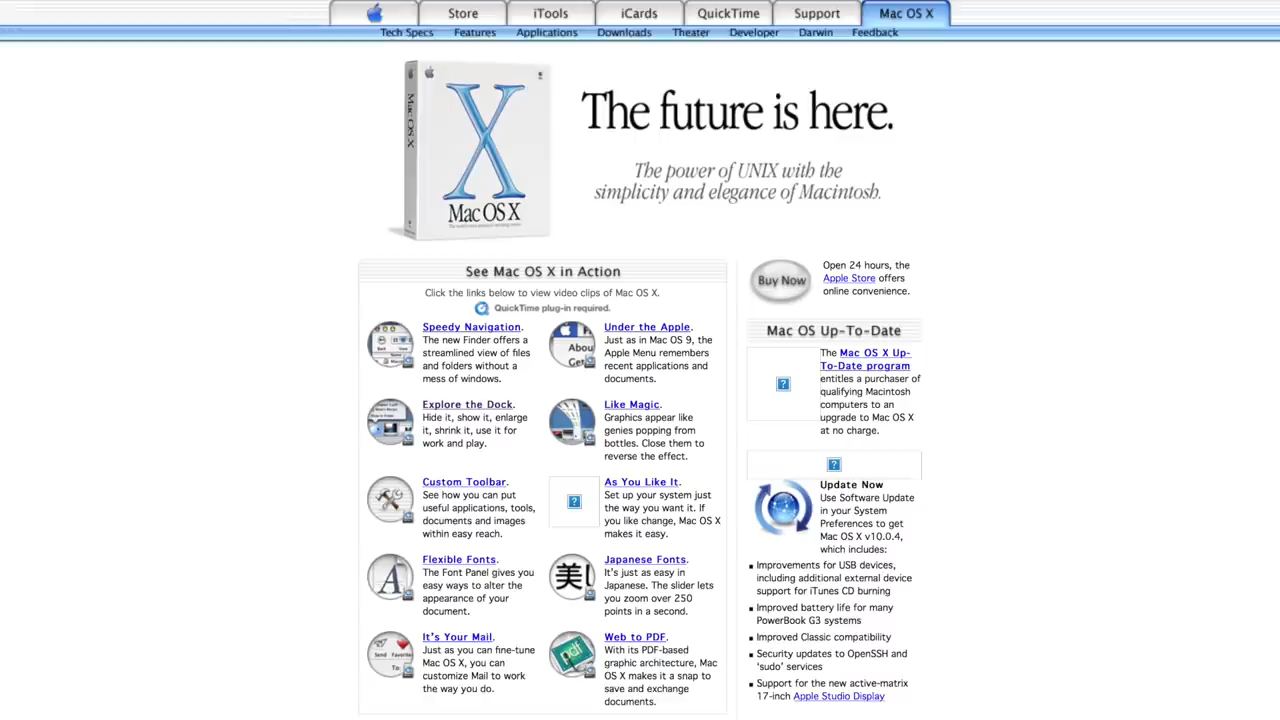 Store iTools iCards QuickTime Support Mac OS X
Tech Specs Features Applications Downloads Theater Developer Darwin Feedback
Mac OS X
X
Mac OS X
The future is here.
The power of UNIX with the
simplicity and elegance of Macintosh.
See Mac OS X in Action
Click the links below to view video clips of Mac OS X.
QuickTime plug-in required.
Speedy Navigation.
The new Finder offers a
streamlined view of files
and folders without a
mess of windows.
Under the Apple.
Just as in Mac OS 9, the
Apple Menu remembers
recent applications and
documents.
Explore the Dock.
Hide it, show it, enlarge
it, shrink it, use it for
work and play.
Like Magic.
Graphics appear like
genies popping from
bottles. Close them to
reverse the effect.
Custom Toolbar.
See how you can put
useful applications, tools,
documents and images
within easy reach.
As You Like It.
Set up your system just
the way you want it. If
you like change, Mac OS X
makes it easy.
Flexible Fonts.
The Font Panel gives you
easy ways to alter the
appearance of your
document.
Japanese Fonts.
It's just as easy in
Japanese. The slider lets
you zoom over 250
points in a second.
It's Your Mail.
Just as you can fine-tune
Mac OS X, you can
customize Mail to work
the way you do.
Web to PDF.
With its PDF-based
graphic architecture, Mac
OS X makes it a snap to
save and exchange
documents.
Abou
Get
A
美
Send Favorite
To:
pdf
Buy Now
Open 24 hours, the
Apple Store offers
online convenience.
Mac OS Up-To-Date
The Mac OS X Up-
To-Date program
entitles a purchaser of
qualifying Macintosh
computers to an
upgrade to Mac OS X
at no charge.
Update Now
Use Software Update
in your System
Preferences to get
Mac OS X v10.0.4,
which includes:
Improvements for USB devices,
including additional external device
support for iTunes CD burning
Improved battery life for many
PowerBook G3 systems
Improved Classic compatibility
Security updates to OpenSSH and
'sudo' services
Support for the new active-matrix
17-inch Apple Studio Display